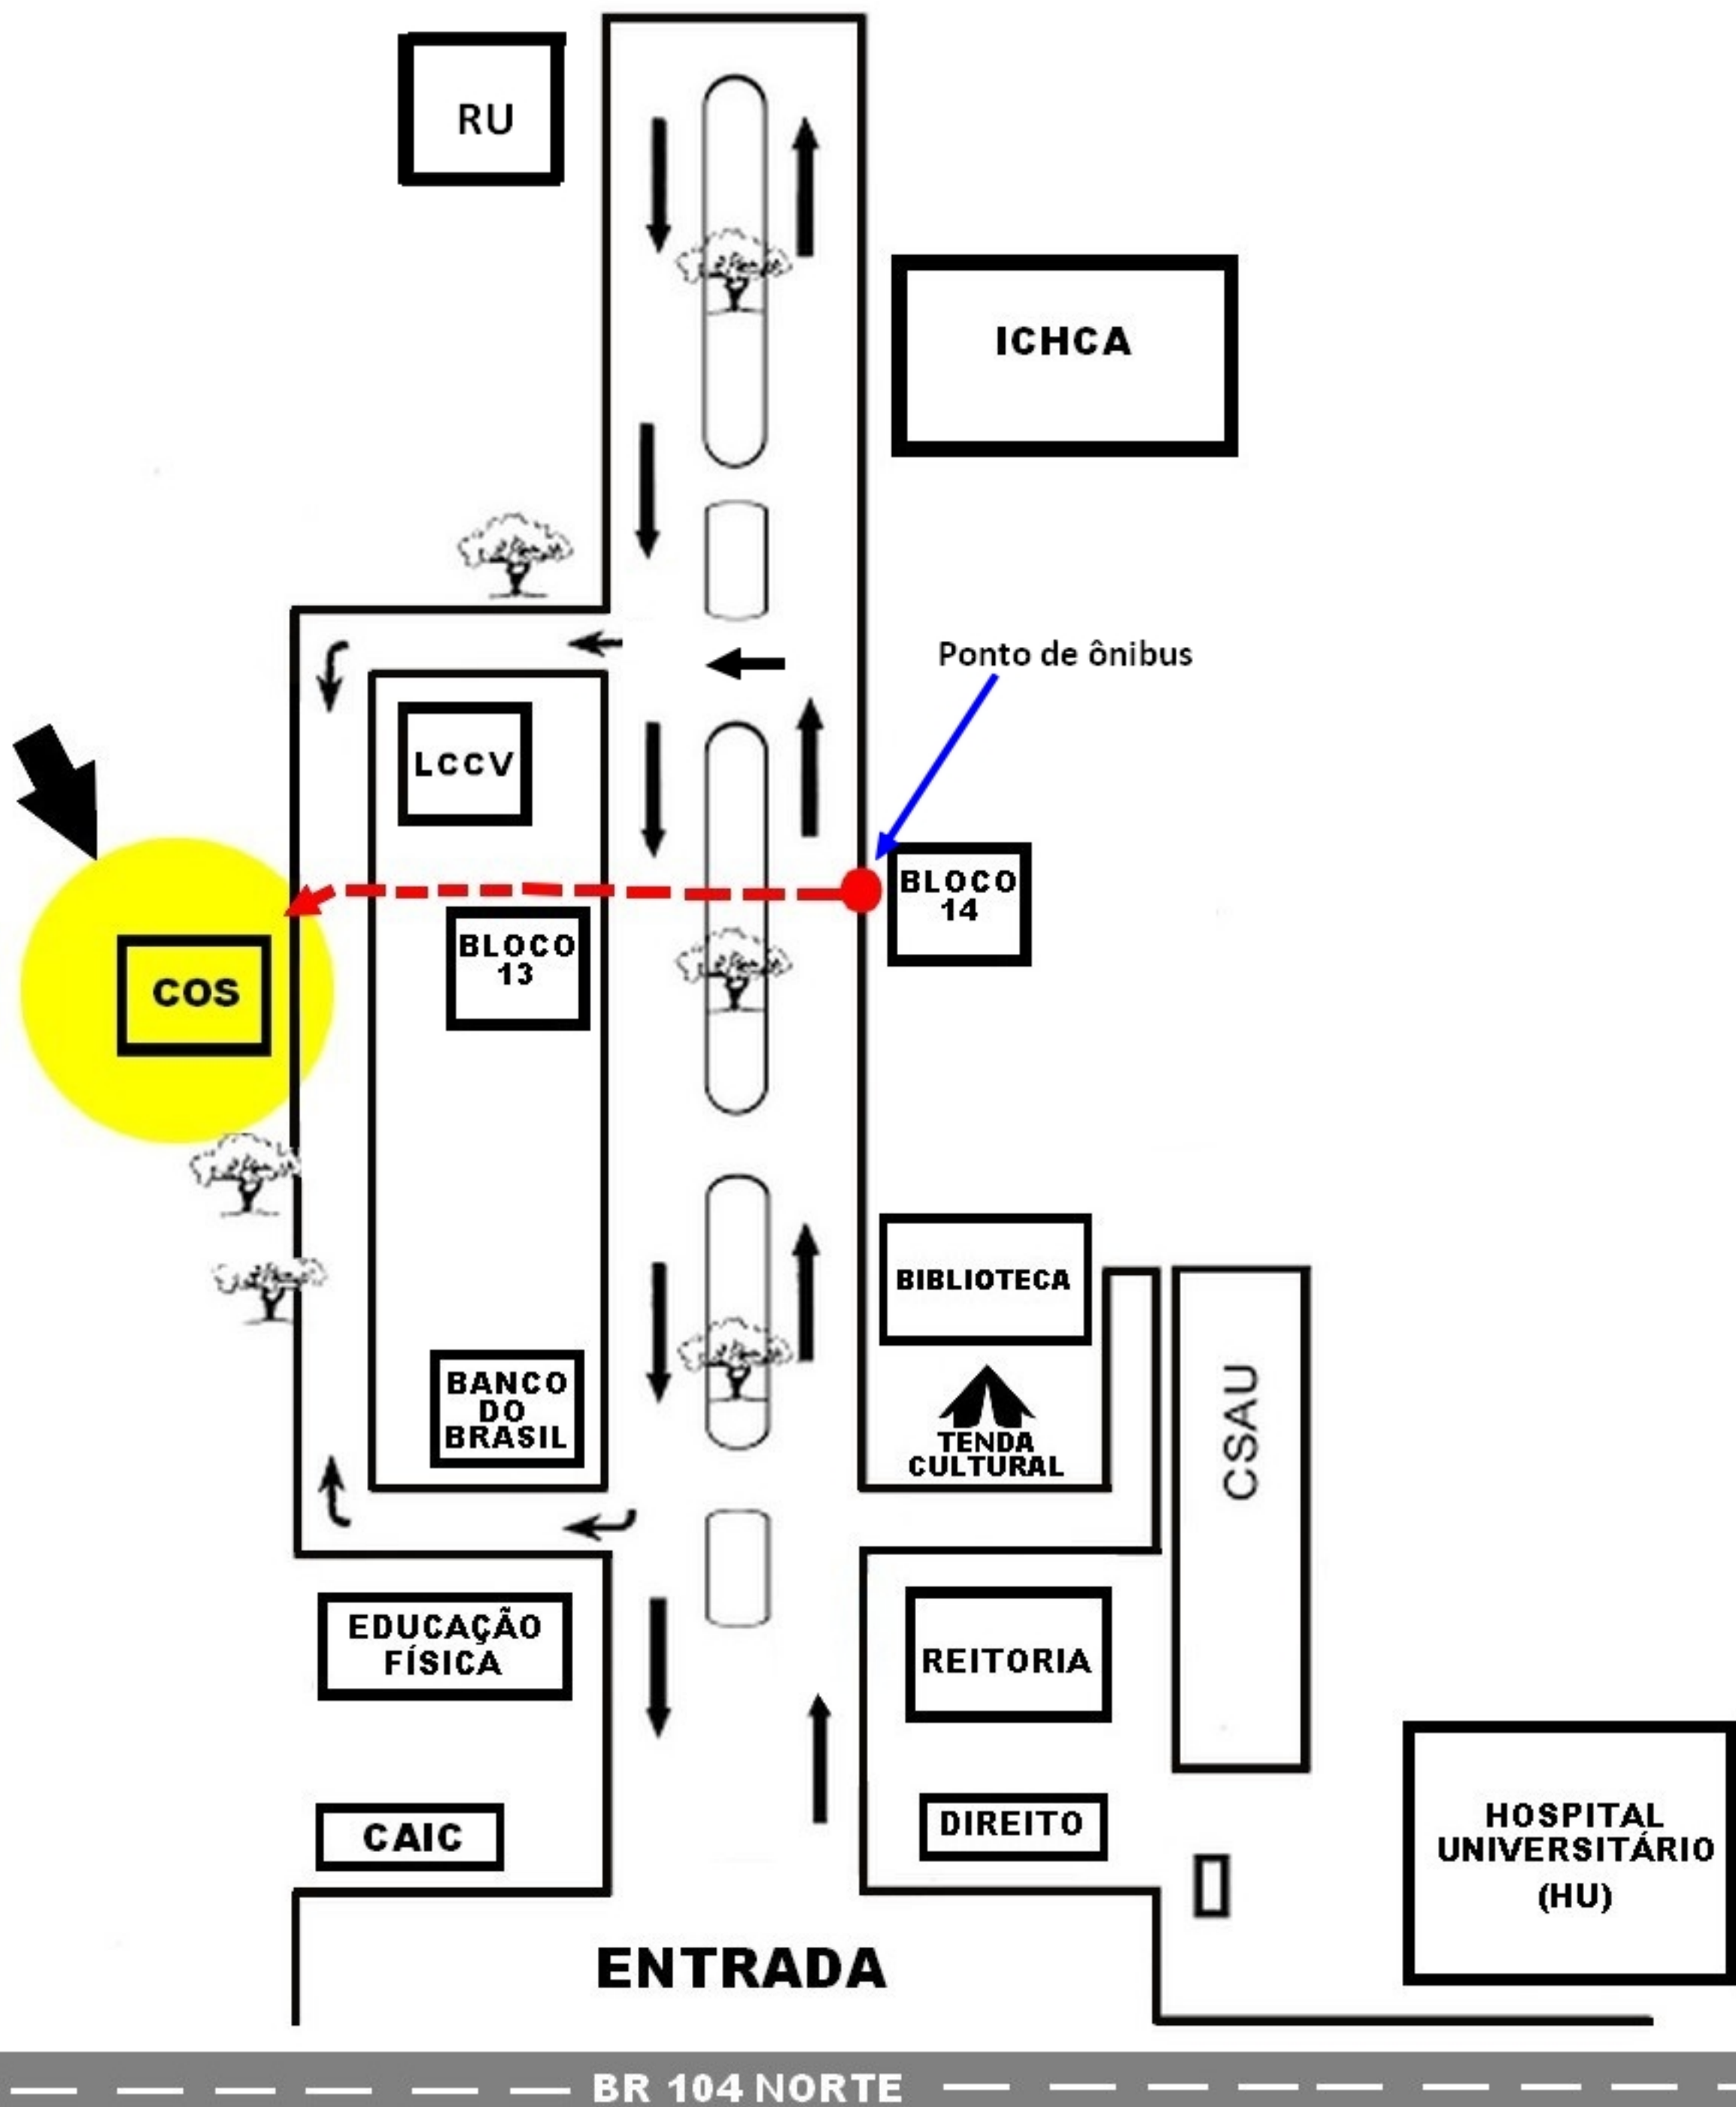 RU
ICHCA
Ponto de ônibus
LCCV
BLOCO
14
BLOCO
13
COS
BIBLIOTECA
TENDA
CULTURAL
CSAU
BANCO
DO
BRASIL
EDUCAÇÃO
FÍSICA
REITORIA
CAIC
DIREITO
HOSPITAL
UNIVERSITÁRIO
(HU)
ENTRADA
BR 104 NORTE